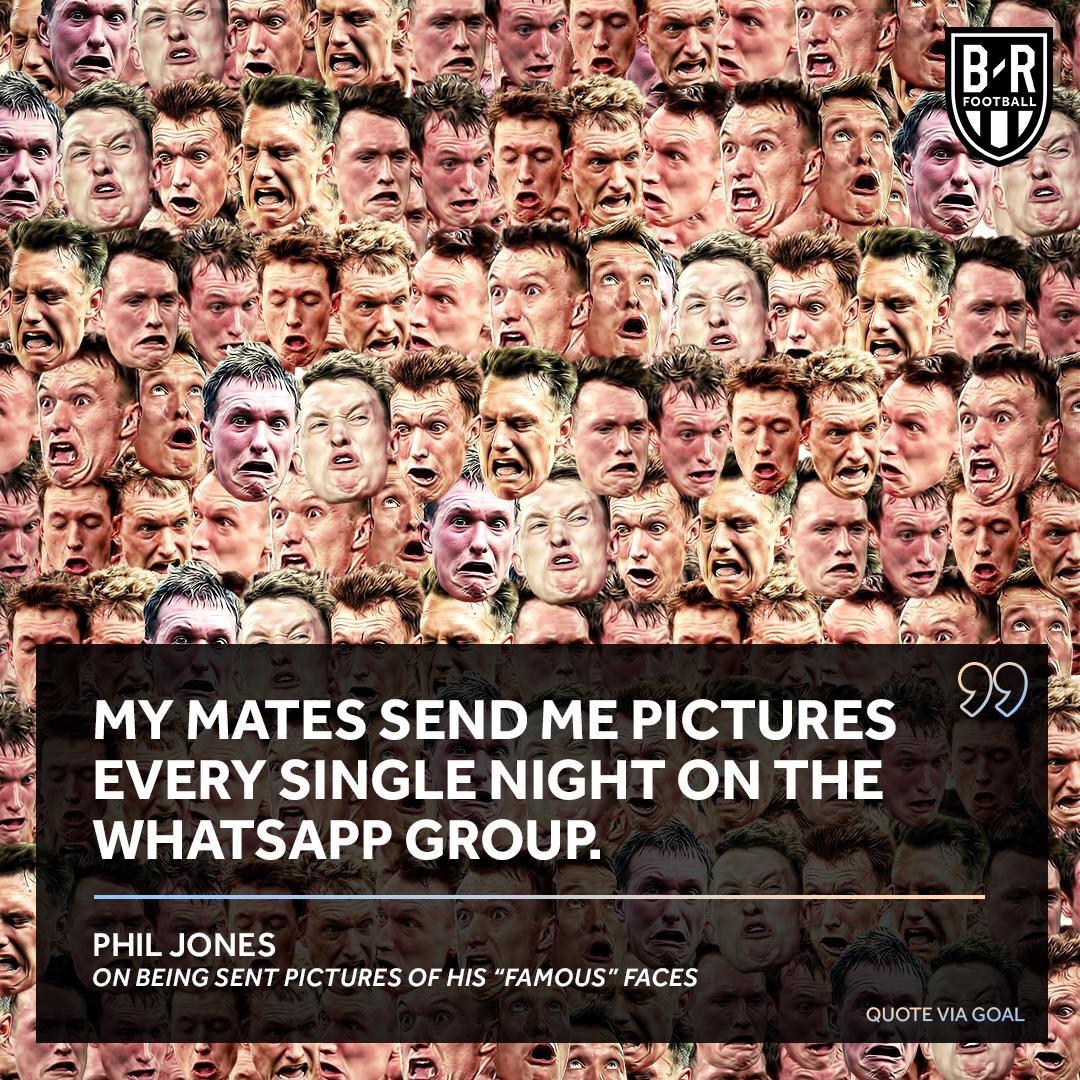 B-R
FOOTBALL
MY MATES SEND ME PICTURES
EVERY SINGLE NIGHT ON THE
WHATSAPP GROUP.
PHIL JONES
ON BEING SENT PICTURES OF HIS “FAMOUS” FACES
QUOTE VIA GOAL